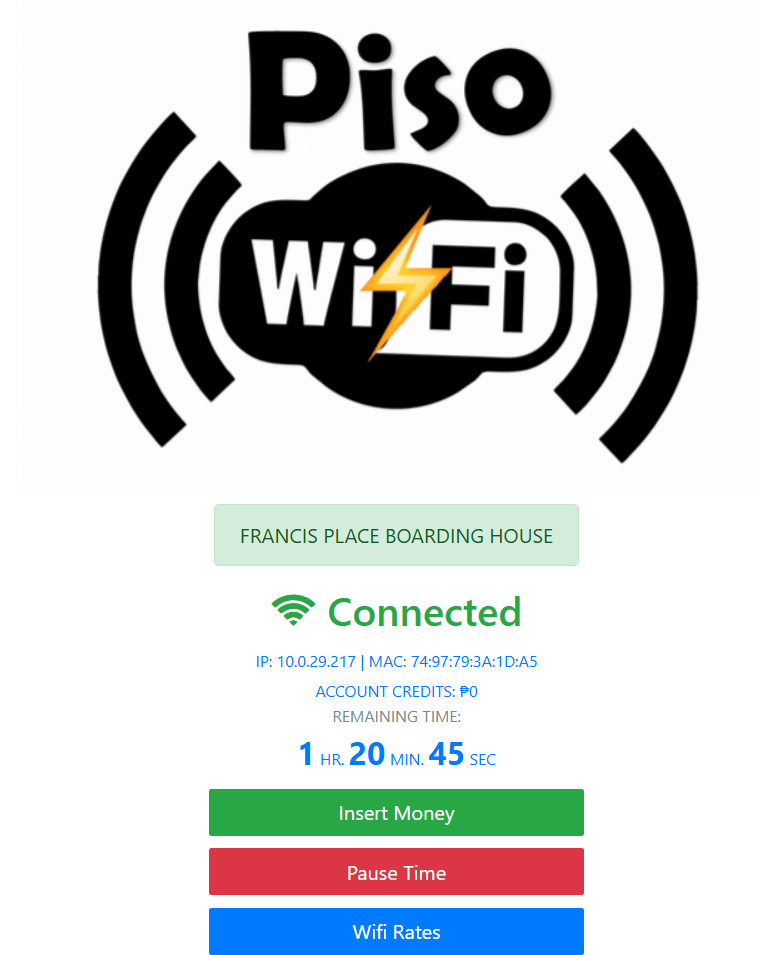 Piso
WiFi
FRANCIS PLACE BOARDING HOUSE
Connected
IP: 10.0.29.217 | MAC: 74:97:79:3A:1D:A5
ACCOUNT CREDITS: ₱0
REMAINING TIME:
1 HR. 20 MIN. 45 SEC
Insert Money
Pause Time
Wifi Rates